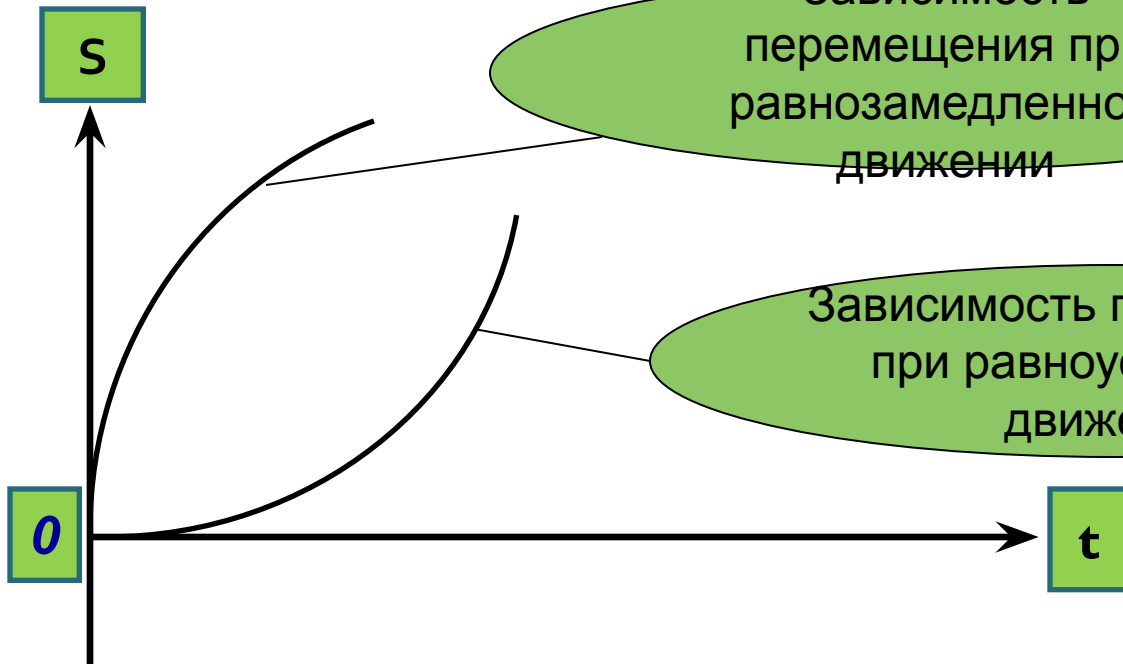 S
перемещения пр
равнозамедленно
движении
Зависимость п
при равноус
движе
0
t